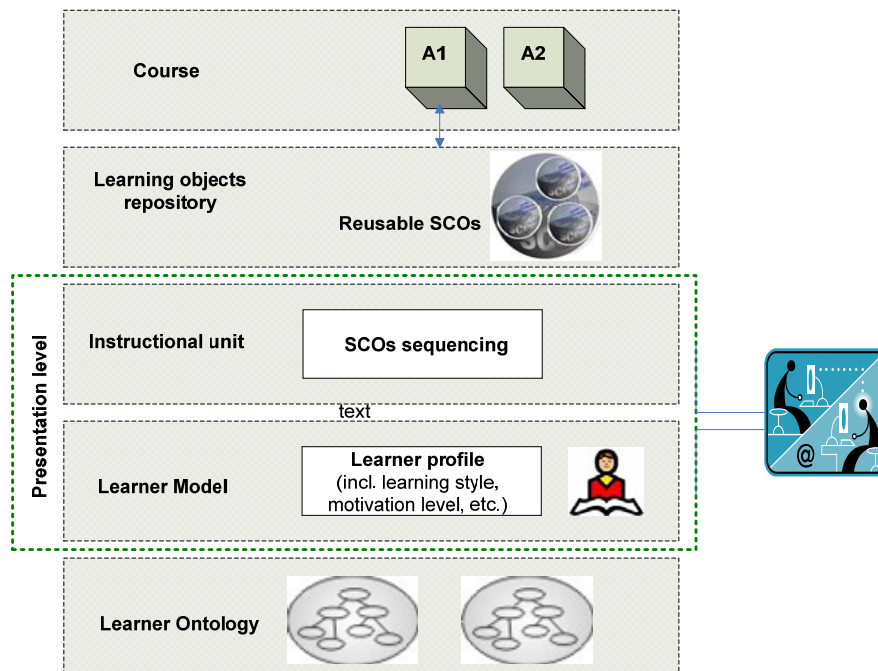 Course
A1
A2
Learning objects
repository
Reusable SCOs
Presentation level
Instructional unit
SCOs sequencing
text
Learner Model
Learner profile
(incl. learning style,
motivation level, etc.)
@
Learner Ontology